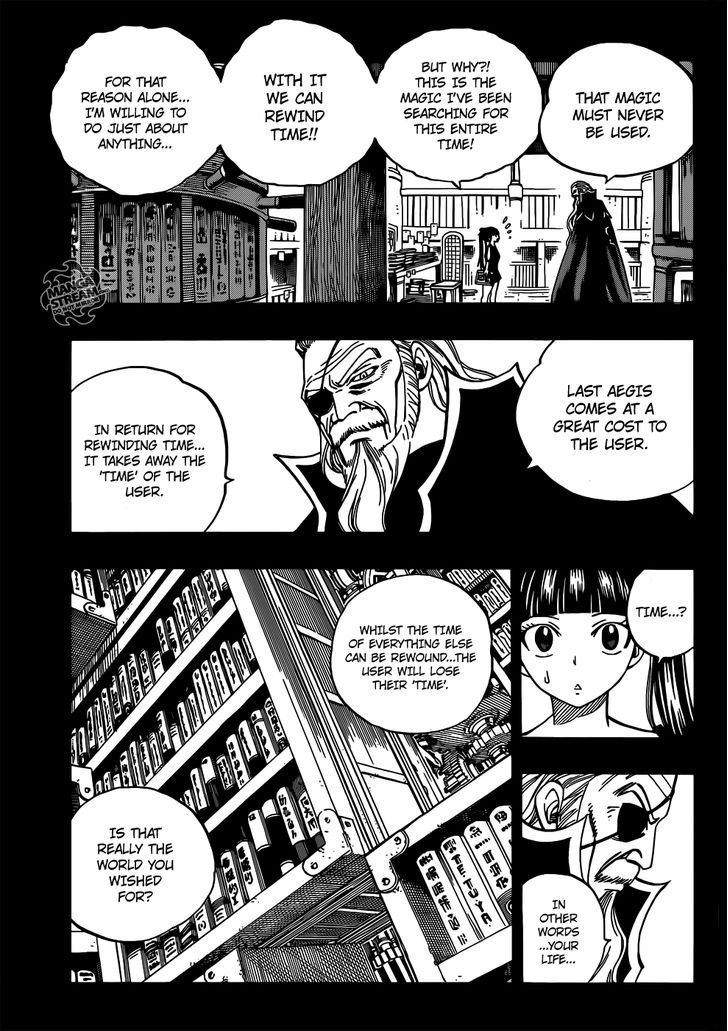 THAT MAGIC
MUST NEVER
BE USED.
BUT WHY?!
THIS IS THE
MAGIC I'VE BEEN
SEARCHING FOR
THIS ENTIRE
TIME!
WITH IT
WE CAN
REWIND
TIME!!
FOR THAT
REASON ALONE...
I'M WILLING TO
DO JUST ABOUT
ANYTHING...
MANGA
STREAM
LAST AEGIS
COMES AT A
GREAT COST TO
THE USER.
IN RETURN FOR
REWINDING TIME...
IT TAKES AWAY THE
'TIME' OF THE
USER.
TIME...?
IN
OTHER
WORDS
...YOUR
LIFE...
WHILST THE TIME
OF EVERYTHING ELSE
CAN BE REWOUND...THE
USER WILL LOSE
THEIR 'TIME'.
IS THAT
REALLY THE
WORLD YOU
WISHED
FOR?
TETUYA